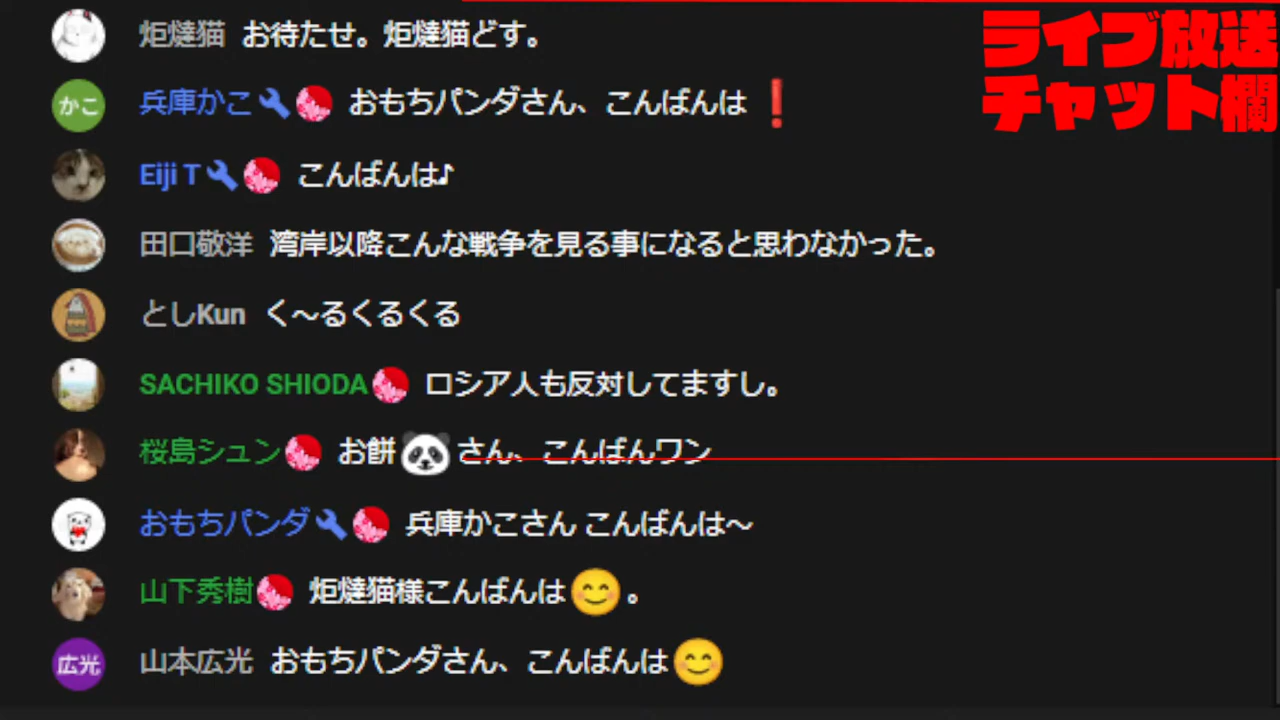 ライブ放送
チャット欄
炬燵猫 お待たせ。炬燵猫どす。
かこ 兵庫かこ おもちパンダさん、こんばんは❗
Eiji T こんばんは♪
田口敬洋 湾岸以降こんな戦争を見る事になると思わなかった。
としKun く〜るくるくる
SACHIKO SHIODA ロシア人も反対してますし。
桜島シュン お餅🐼さん、こんばんワン
おもちパンダ 兵庫かこさん こんばんは〜
山下秀樹 炬燵猫様こんばんは😊。
広光 山本広光 おもちパンダさん、こんばんは😊